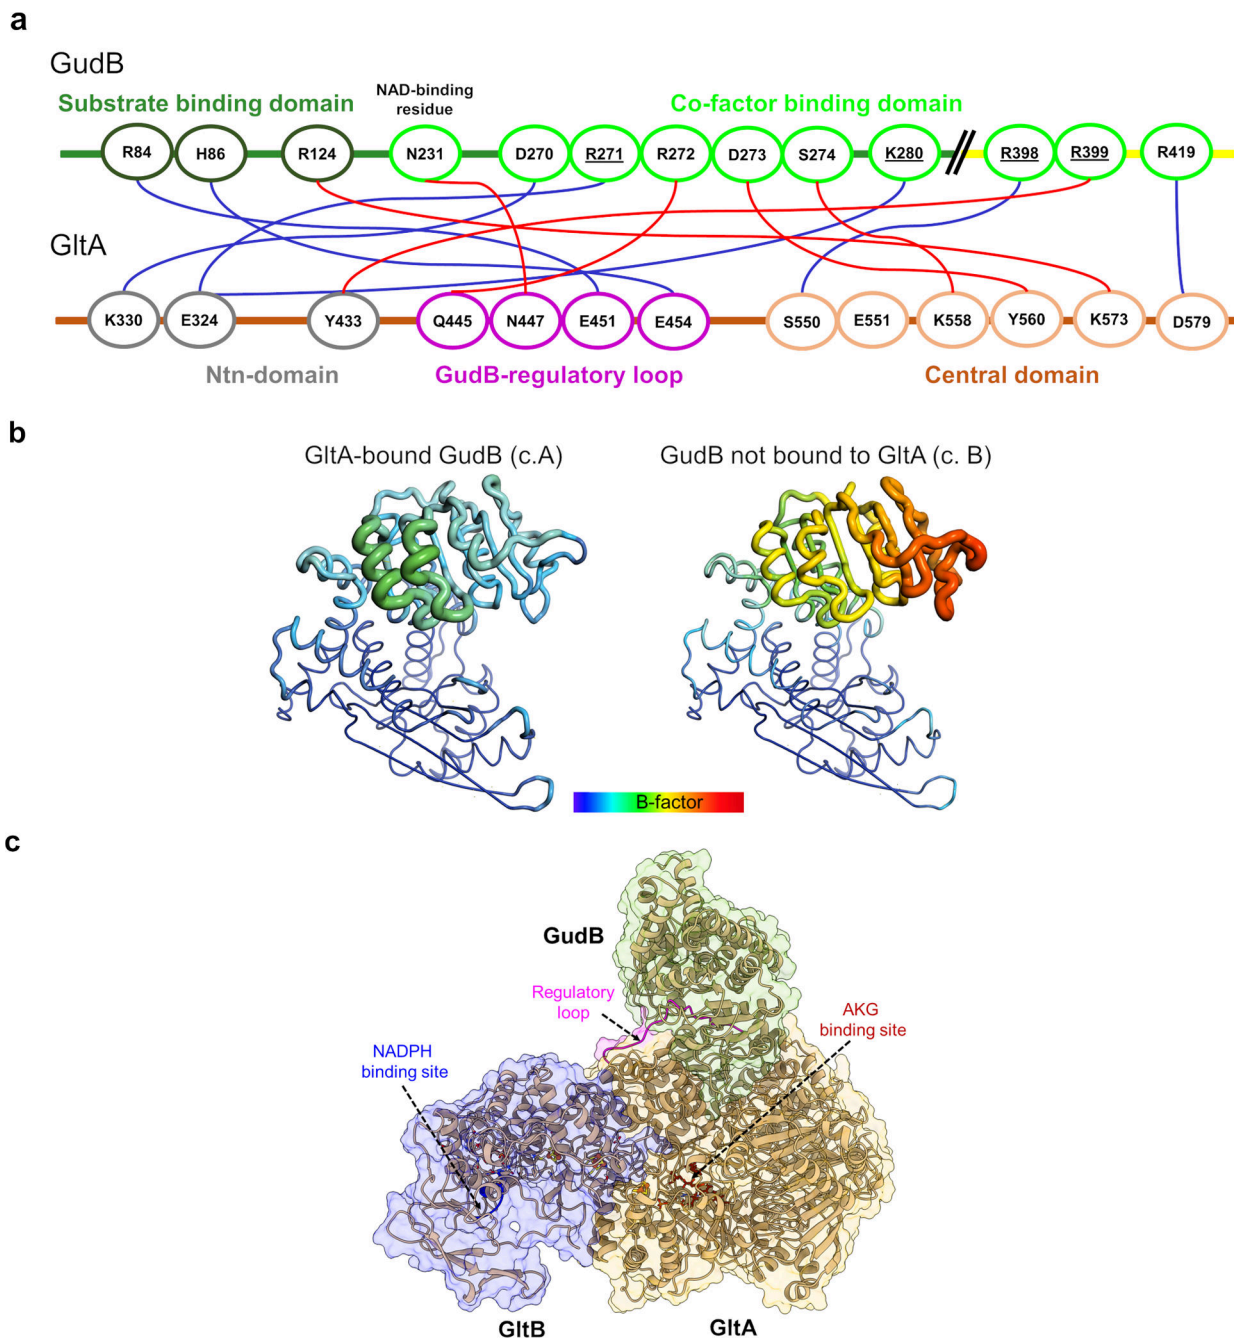 a
GudB
Substrate binding domain
NAD-binding
residue
Co-factor binding domain
R84
H86
R124
N231
D270
R271
R272
D273
S274
K280
R398
R399
R419
GltA
K330
E324
Y433
Q445
N447
E451
E454
S550
E551
K558
Y560
K573
D579
Ntn-domain
GudB-regulatory loop
Central domain
b
GltA-bound GudB (c.A)
GudB not bound to GltA (c. B)
B-factor
c
GudB
Regulatory
loop
AKG
binding site
NADPH
binding site
GltB
GltA